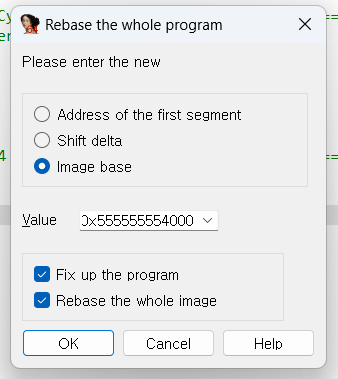 Rebase the whole program
Please enter the new
Address of the first segment
Shift delta
Image base
Value 0x555555554000
Fix up the program
Rebase the whole image
OK Cancel Help